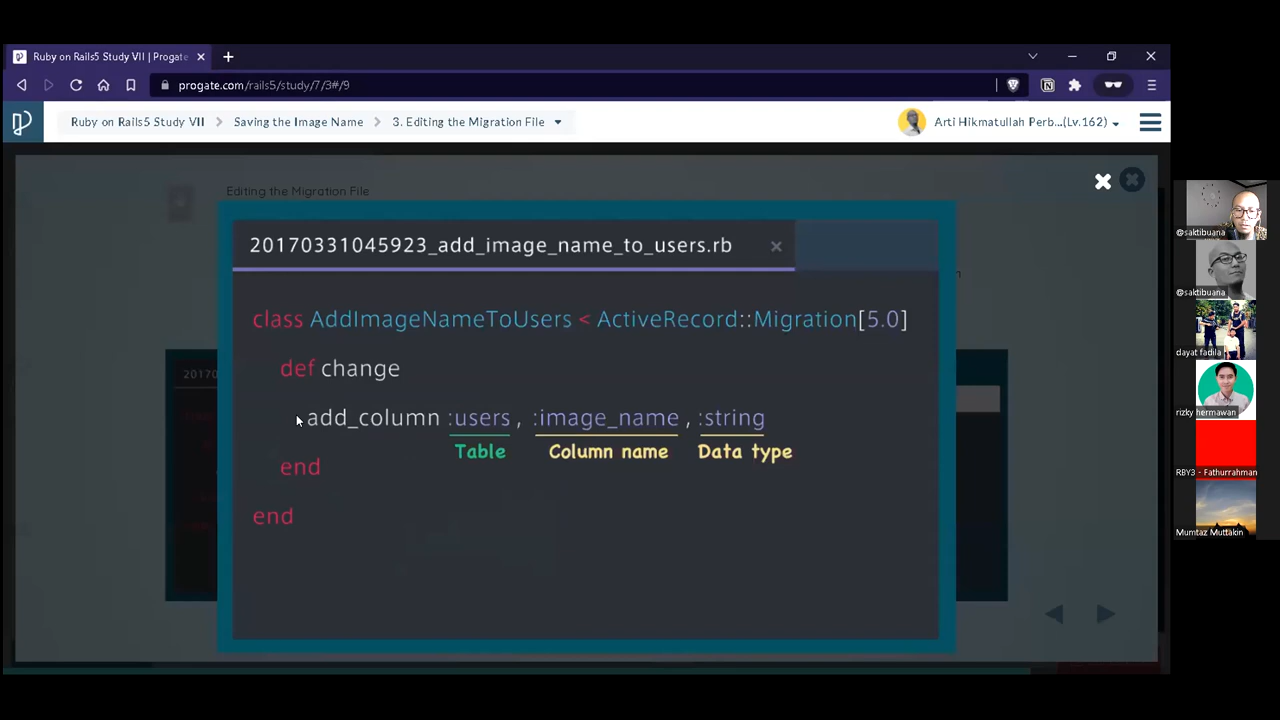 Ruby on Rails5 Study VII | Progate
progate.com/rails5/study/7/3#/9
Ruby on Rails5 Study VII > Saving the Image Name > 3. Editing the Migration File
Arti Hikmatullah Perb...(Lv.162)
Editing the Migration File
20170331045923_add_image_name_to_users.rb
class AddImageNameToUsers < ActiveRecord::Migration[5.0]
def change
add_column :users, :image_name, :string
Table Column name Data type
end
end
@saktibuana
@saktibuana
dayat fadila
rizky hermawan
RBY3 - Fathurrahman
Mumtaz Muttakin